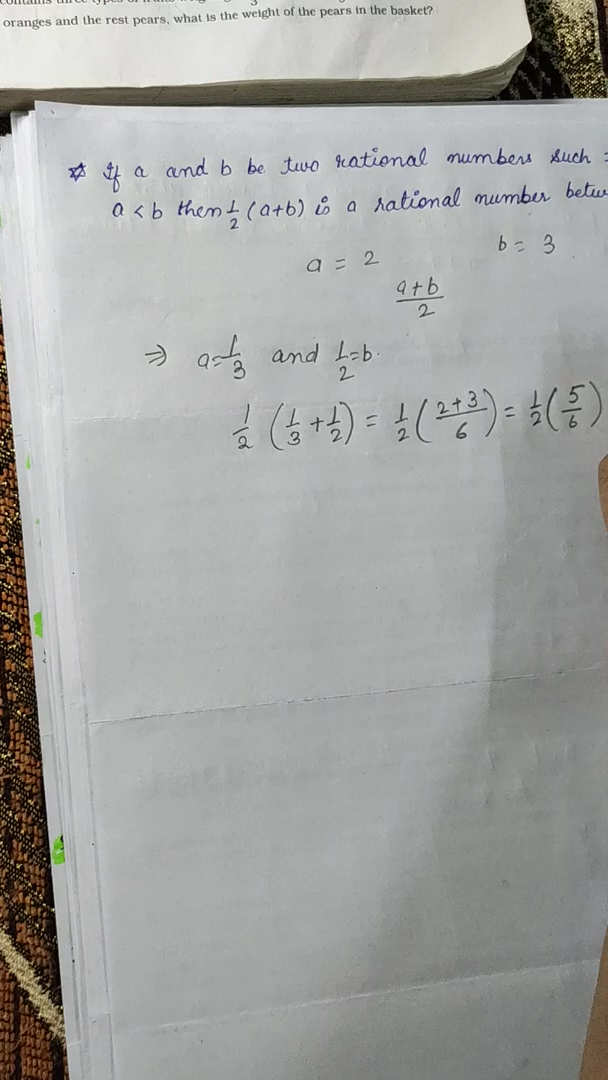 oranges and the rest pears, what is the weight of the pears in the basket?
☆ If a and b be two rational numbers such
a < b then 1/2 (a+b) is a rational number
a = 2 b = 3
(a+b)/2
⇒ a=1/3 and 1/2=b.
1/2 (1/3 + 1/2) = 1/2 ((2+3)/6) = 1/2 (5/6)